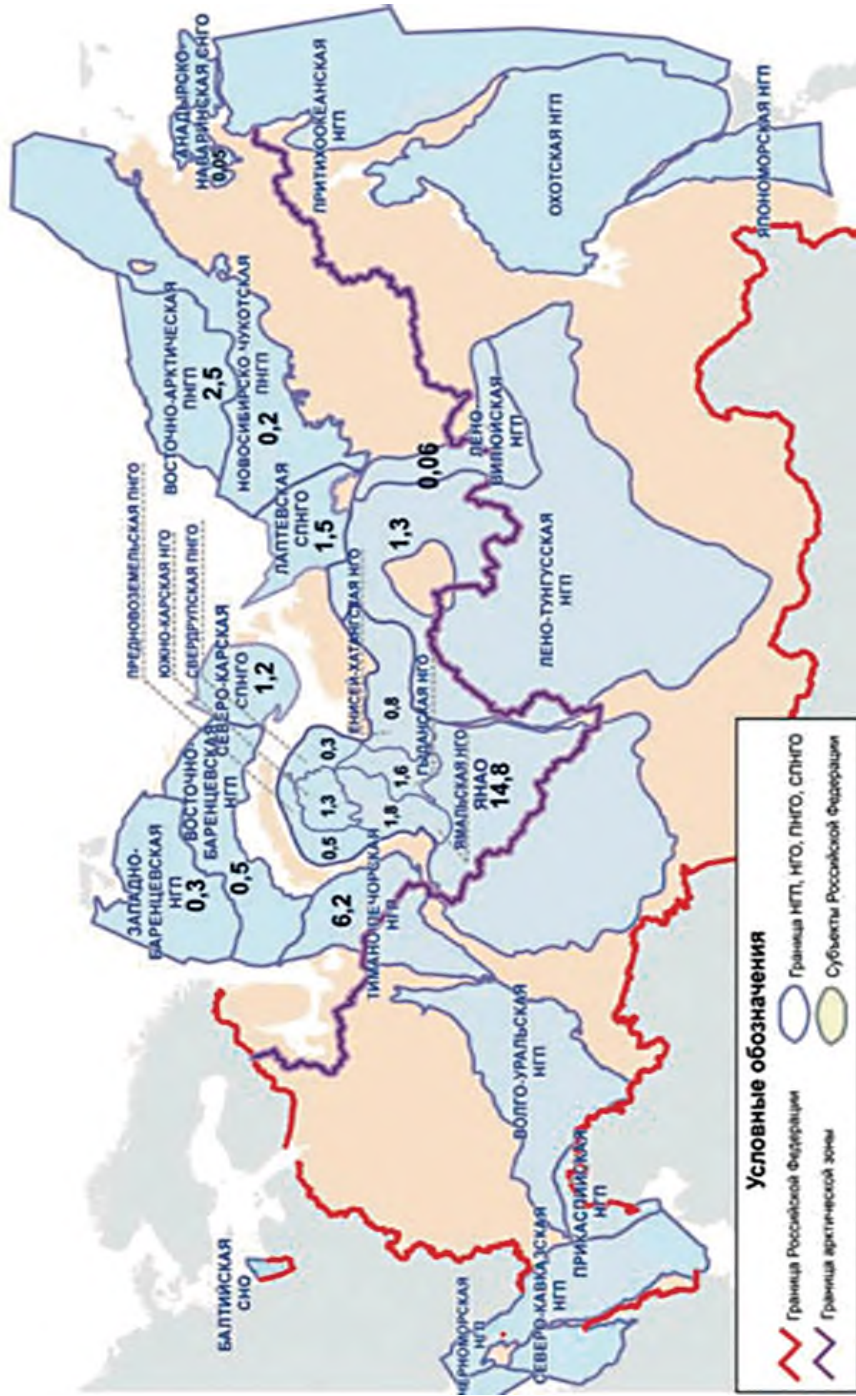 БАЛТИЙСКАЯ
СНО
ЧЕРНОМОРСКАЯ
НГП
СЕВЕРО-КАВКАЗСКАЯ
НГП
ПРИКАСПИЙСКАЯ
НГП
ВОЛГО-УРАЛЬСКАЯ
НГП
ЗАПАДНО-
БАРЕНЦЕВСКАЯ
НГП
0,3
ВОСТОЧНО-
БАРЕНЦЕВСКАЯ
НГП
0,5
6,2
ТИМАНО-ПЕЧОРСКАЯ
НГП
СЕВЕРО-КАРСКАЯ
СПНГО
1,2
ПРЕДНОВОЗЕМЕЛЬСКАЯ ПНГО
ЮЖНО-КАРСКАЯ НГО
СВЕРДРУПСКАЯ ПНГО
0,5
1,3
0,3
1,8
1,6
0,8
ЕНИСЕЙ-ХАТАНГСКАЯ НГО
ГЫДАНСКАЯ НГО
ЯМАЛЬСКАЯ НГО
ЯНАО
14,8
ЛАПТЕВСКАЯ
СПНГО
1,5
ВОСТОЧНО-АРКТИЧЕСКАЯ
ПНГП
2,5
НОВОСИБИРСКО-ЧУКОТСКАЯ
ПНГП
0,2
1,3
0,06
ЛЕНО-
ВИЛЮЙСКАЯ
НГП
ЛЕНО-ТУНГУССКАЯ
НГП
АНАДЫРСКО-
НАВАРИНСКАЯ СНГО
0,05
ПРИТИХООКЕАНСКАЯ
НГП
ОХОТСКАЯ НГП
ЯПОНОМОРСКАЯ НГП
Условные обозначения
Граница Российской Федерации
Граница НГП, НГО, ПНГО, СПНГО
Граница арктической зоны
Субъекты Российской Федерации